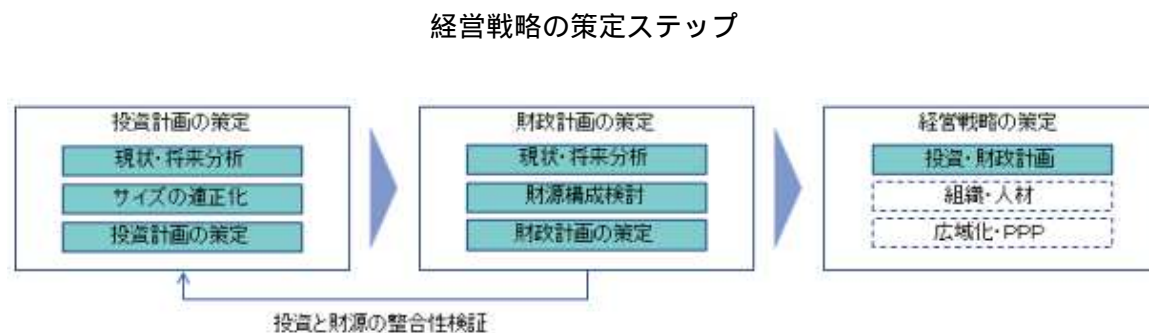 経営戦略の策定ステップ
投資計画の策定
現状・将来分析
サイズの適正化
投資計画の策定
財政計画の策定
現状・将来分析
財源構成検討
財政計画の策定
経営戦略の策定
投資・財政計画
組織・人材
広域化・PPP
投資と財源の整合性検証